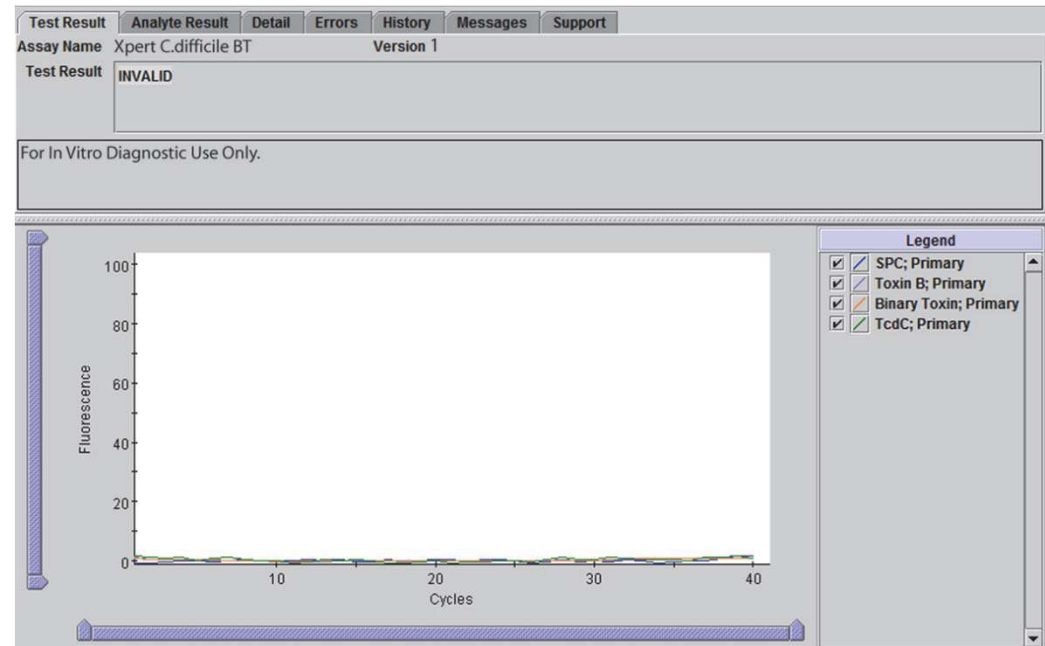 Test Result Analyte Result Detail Errors History Messages Support
Assay Name Xpert C.difficile BT Version 1
Test Result INVALID
For In Vitro Diagnostic Use Only.
Legend
SPC; Primary
Toxin B; Primary
Binary Toxin; Primary
TcdC; Primary
100
80
60
40
20
0
Fluorescence
10 20 30 40
Cycles